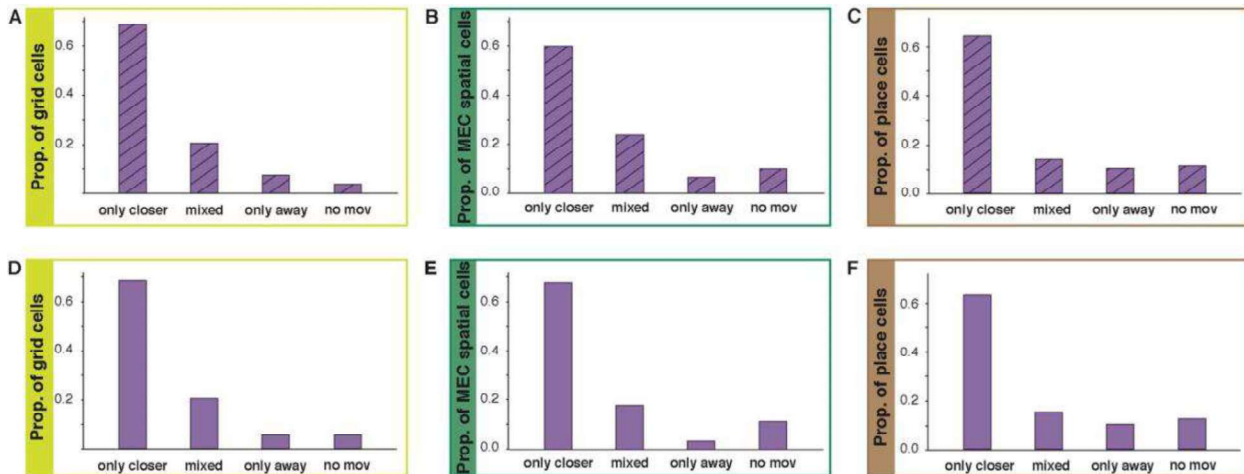 A
Prop. of grid cells
0.6
0.4
0.2
only closer mixed only away no mov
B
Prop. of MEC spatial cells
0.6
0.4
0.2
0.0
only closer mixed only away no mov
C
Prop. of place cells
0.6
0.4
0.2
0.0
only closer mixed only away no mov
D
Prop. of grid cells
0.6
0.4
0.2
only closer mixed only away no mov
E
Prop. of MEC spatial cells
0.6
0.4
0.2
0.0
only closer mixed only away no mov
F
Prop. of place cells
0.6
0.4
0.2
0.0
only closer mixed only away no mov